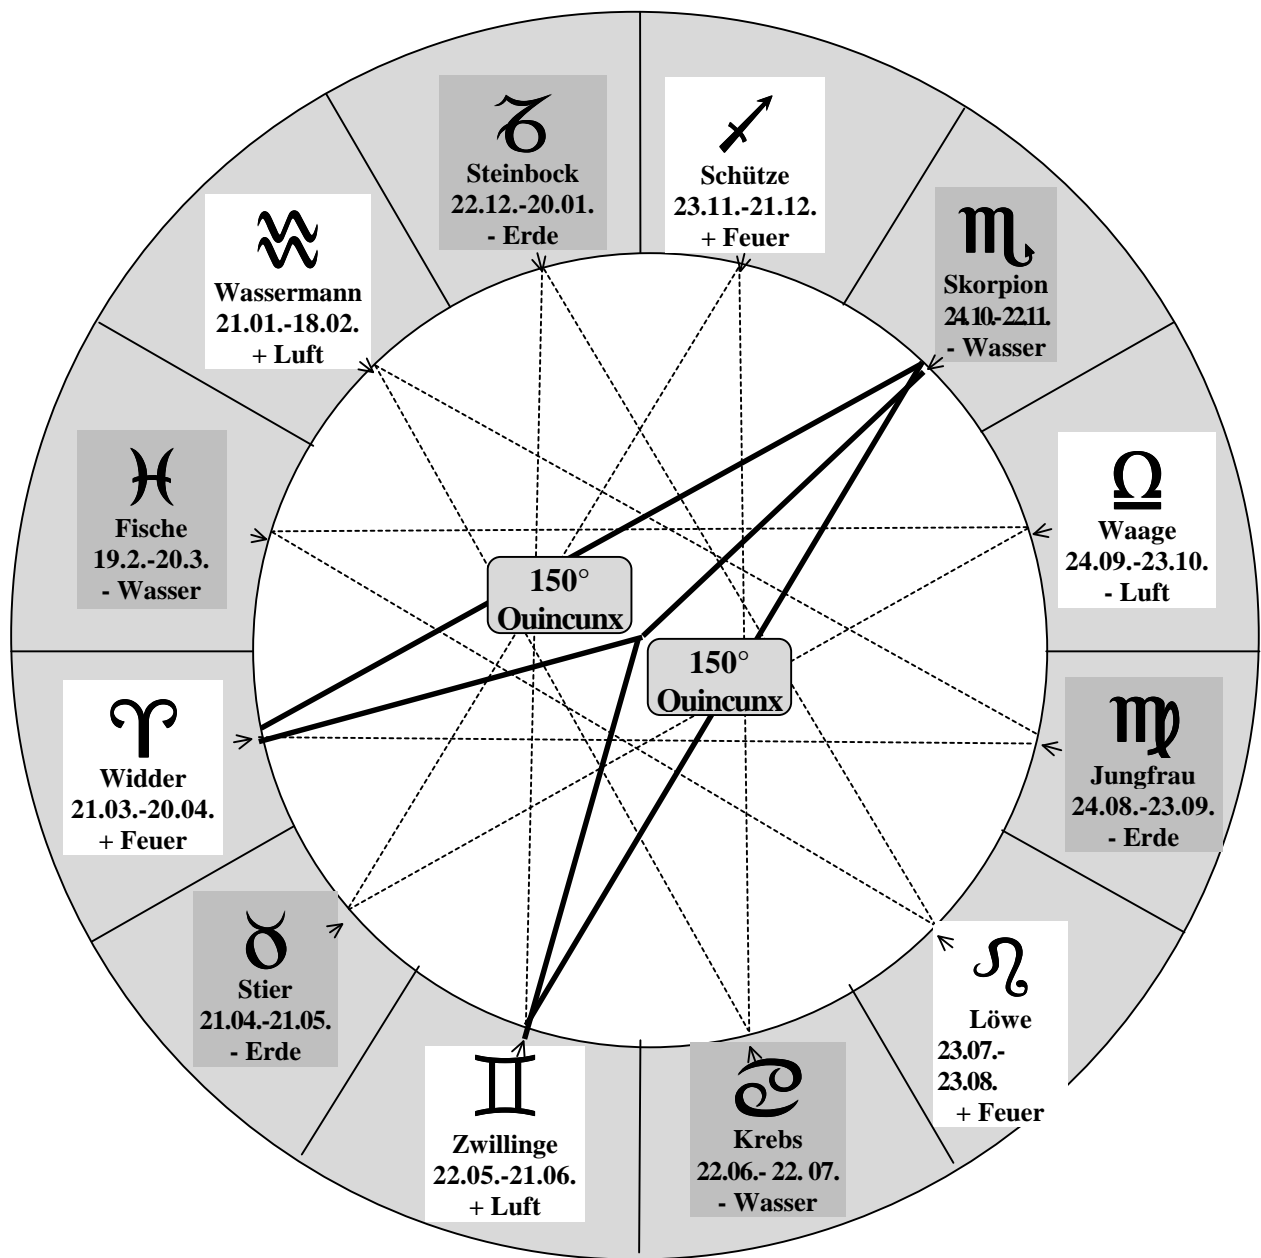 Steinbock
22.12.-20.01.
- Erde
Schütze
23.11.-21.12.
+ Feuer
Skorpion
24.10.-22.11.
- Wasser
Wassermann
21.01.-18.02.
+ Luft
Fische
19.2.-20.3.
- Wasser
Waage
24.09.-23.10.
- Luft
150°
Quincunx
150°
Quincunx
Widder
21.03.-20.04.
+ Feuer
Jungfrau
24.08.-23.09.
- Erde
Stier
21.04.-21.05.
- Erde
Löwe
23.07.-
23.08.
+ Feuer
Zwillinge
22.05.-21.06.
+ Luft
Krebs
22.06.- 22. 07.
- Wasser